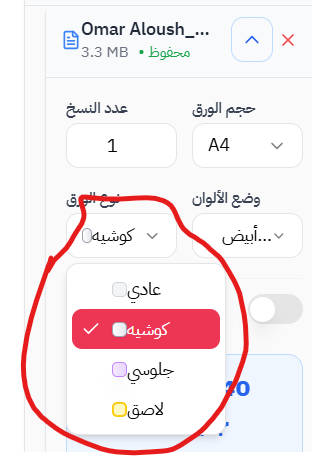 Omar Aloush_...
3.3 MB • محفوظ
حجم الورق
عدد النسخ
A4
1
وضع الألوان
نوع الورق
أبيض...
كوشيه
عادي
كوشيه
جلوسي
لاصق